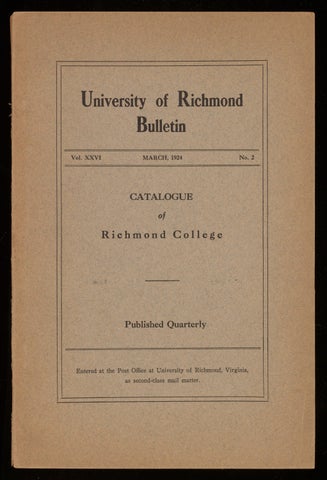 University of Richmond
Bulletin
Vol. XXVI MARCH, 1924 No. 2
CATALOGUE
of
Richmond College
Published Quarterly
Entered at the Post Office at University of Richmond, Virginia,
as second-class mail matter.